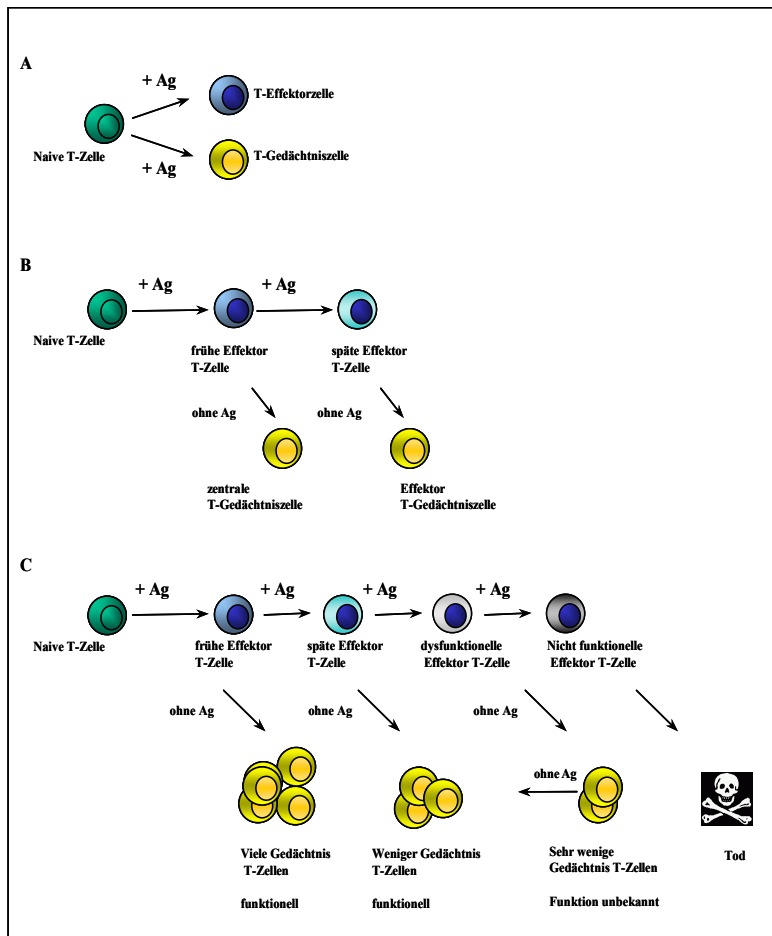 A
+ Ag
T-Effektorzelle
Naive T-Zelle
+ Ag
T-Gedächtniszelle
B
+ Ag
+ Ag
Naive T-Zelle
frühe Effektor
T-Zelle
späte Effektor
T-Zelle
ohne Ag
ohne Ag
zentrale
T-Gedächtniszelle
Effektor
T-Gedächtniszelle
C
+ Ag
+ Ag
+ Ag
+ Ag
Naive T-Zelle
frühe Effektor
T-Zelle
späte Effektor
T-Zelle
dysfunktionelle
Effektor T-Zelle
Nicht funktionelle
Effektor T-Zelle
ohne Ag
ohne Ag
ohne Ag
ohne Ag
Viele Gedächtnis
T-Zellen
funktionell
Weniger Gedächtnis
T-Zellen
funktionell
Sehr wenige
Gedächtnis T-Zellen
Funktion unbekannt
Tod